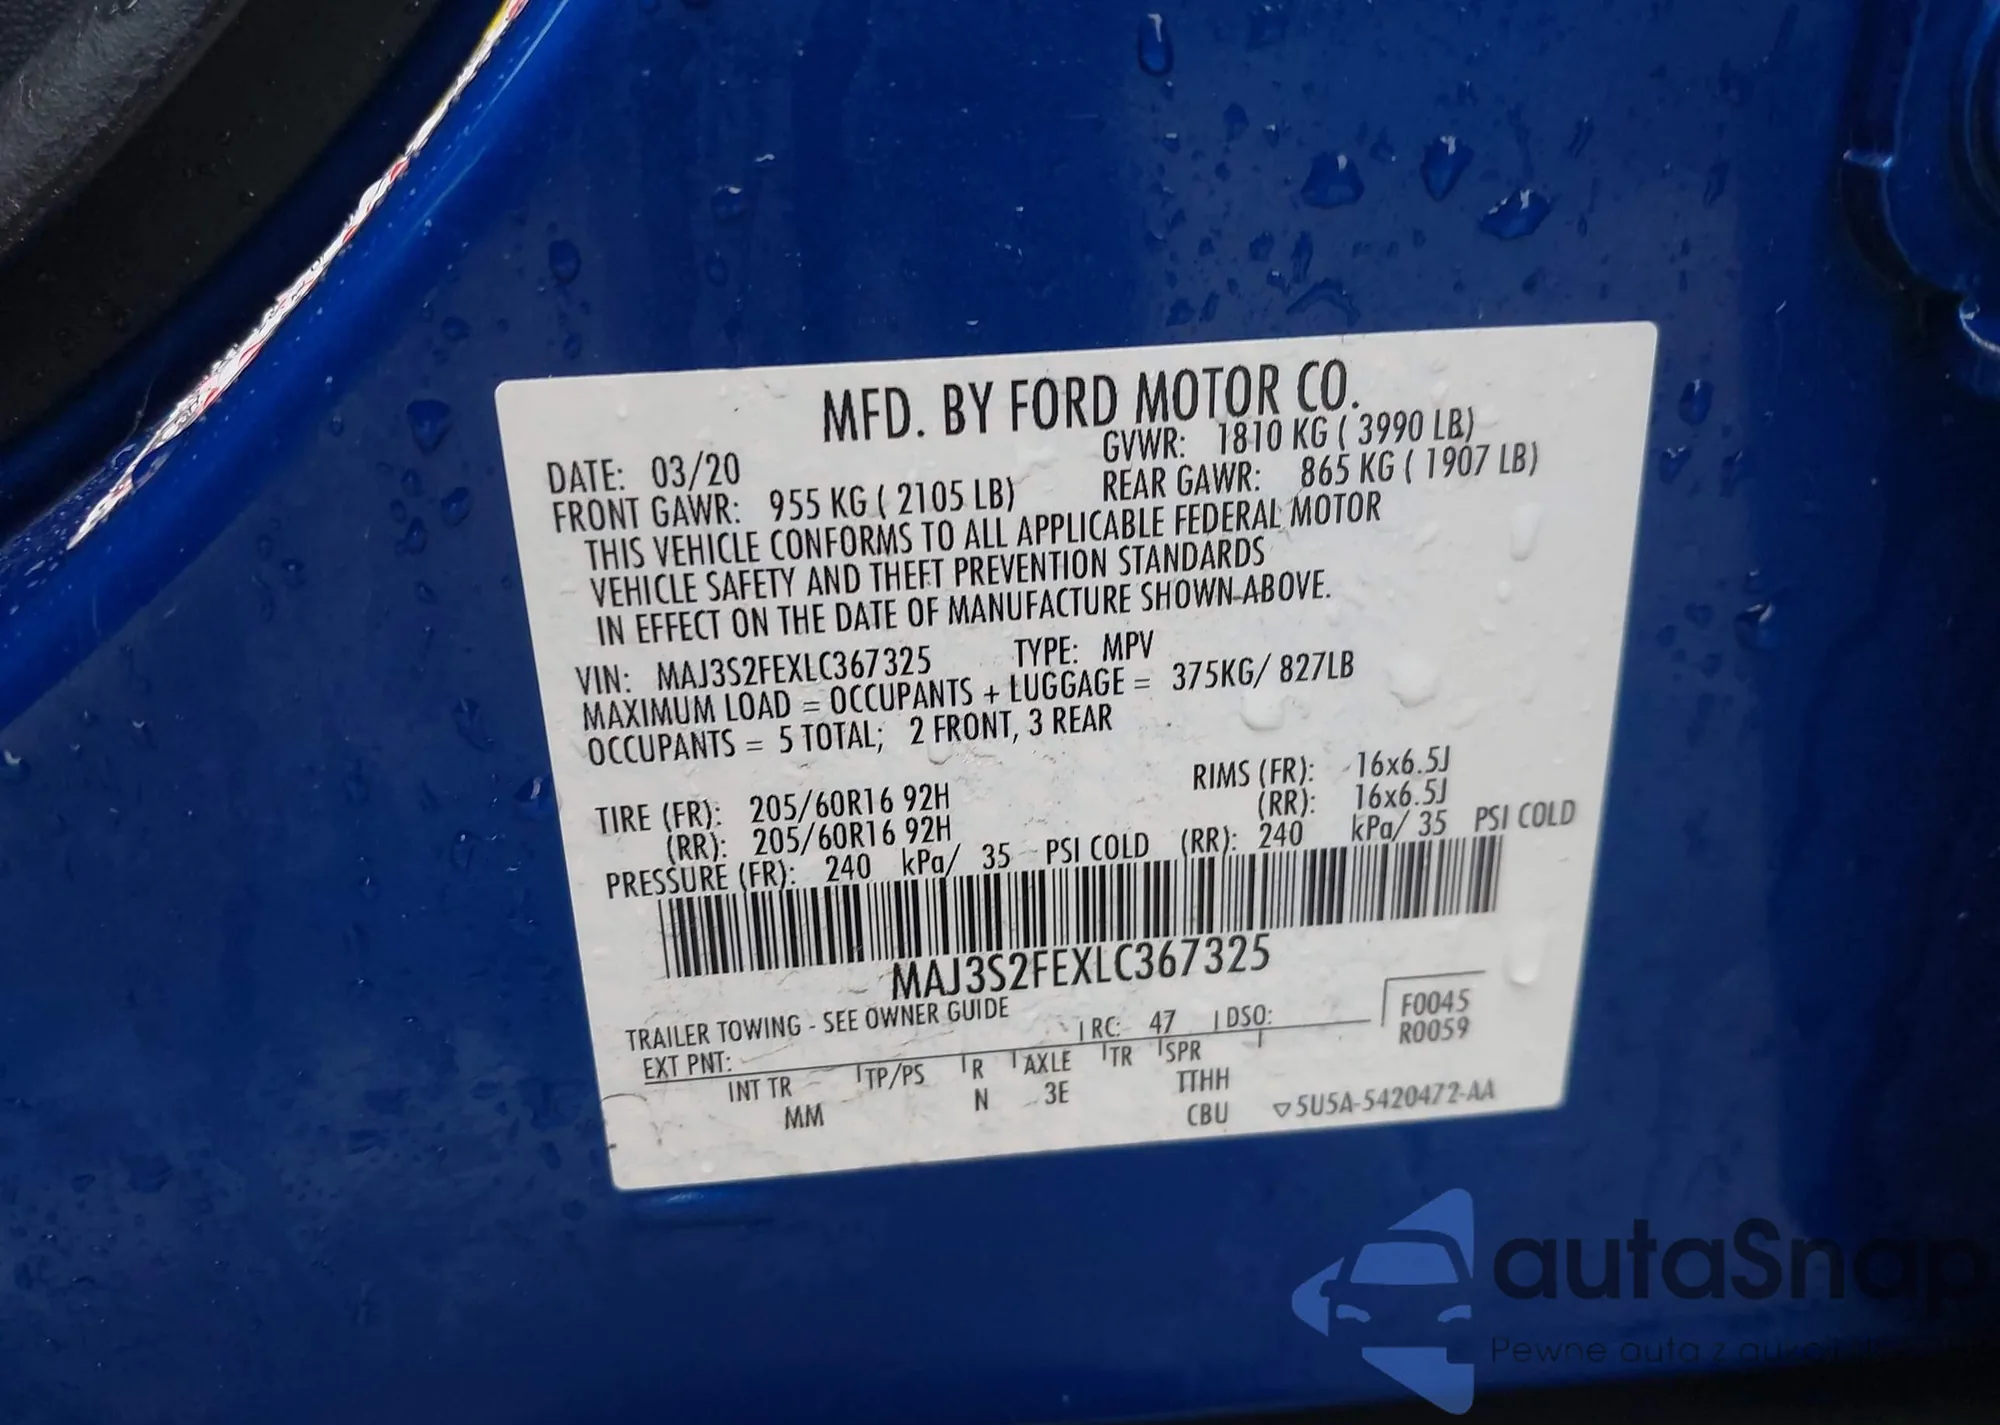 MFD. BY FORD MOTOR CO.
DATE: 03/20 GVWR: 1810 KG ( 3990 LB)
FRONT GAWR: 955 KG ( 2105 LB) REAR GAWR: 865 KG ( 1907 LB)
THIS VEHICLE CONFORMS TO ALL APPLICABLE FEDERAL MOTOR
VEHICLE SAFETY AND THEFT PREVENTION STANDARDS
IN EFFECT ON THE DATE OF MANUFACTURE SHOWN ABOVE.
VIN: MAJ3S2FEXLC367325 TYPE: MPV
MAXIMUM LOAD = OCCUPANTS + LUGGAGE = 375KG/ 827LB
OCCUPANTS = 5 TOTAL; 2 FRONT, 3 REAR
TIRE (FR): 205/60R16 92H RIMS (FR): 16x6.5J
(RR): 205/60R16 92H (RR): 16x6.5J
PRESSURE (FR): 240 kPa/ 35 PSI COLD (RR): 240 kPa/ 35 PSI COLD
MAJ3S2FEXLC367325
TRAILER TOWING - SEE OWNER GUIDE
F0045
EXT PNT: RC: 47 DSO: R0059
INT TR TP/PS R AXLE TR SPR
MM N 3E TTHH
CBU ▽5U5A-5420472-AA
autaSnap
Pewne auta z